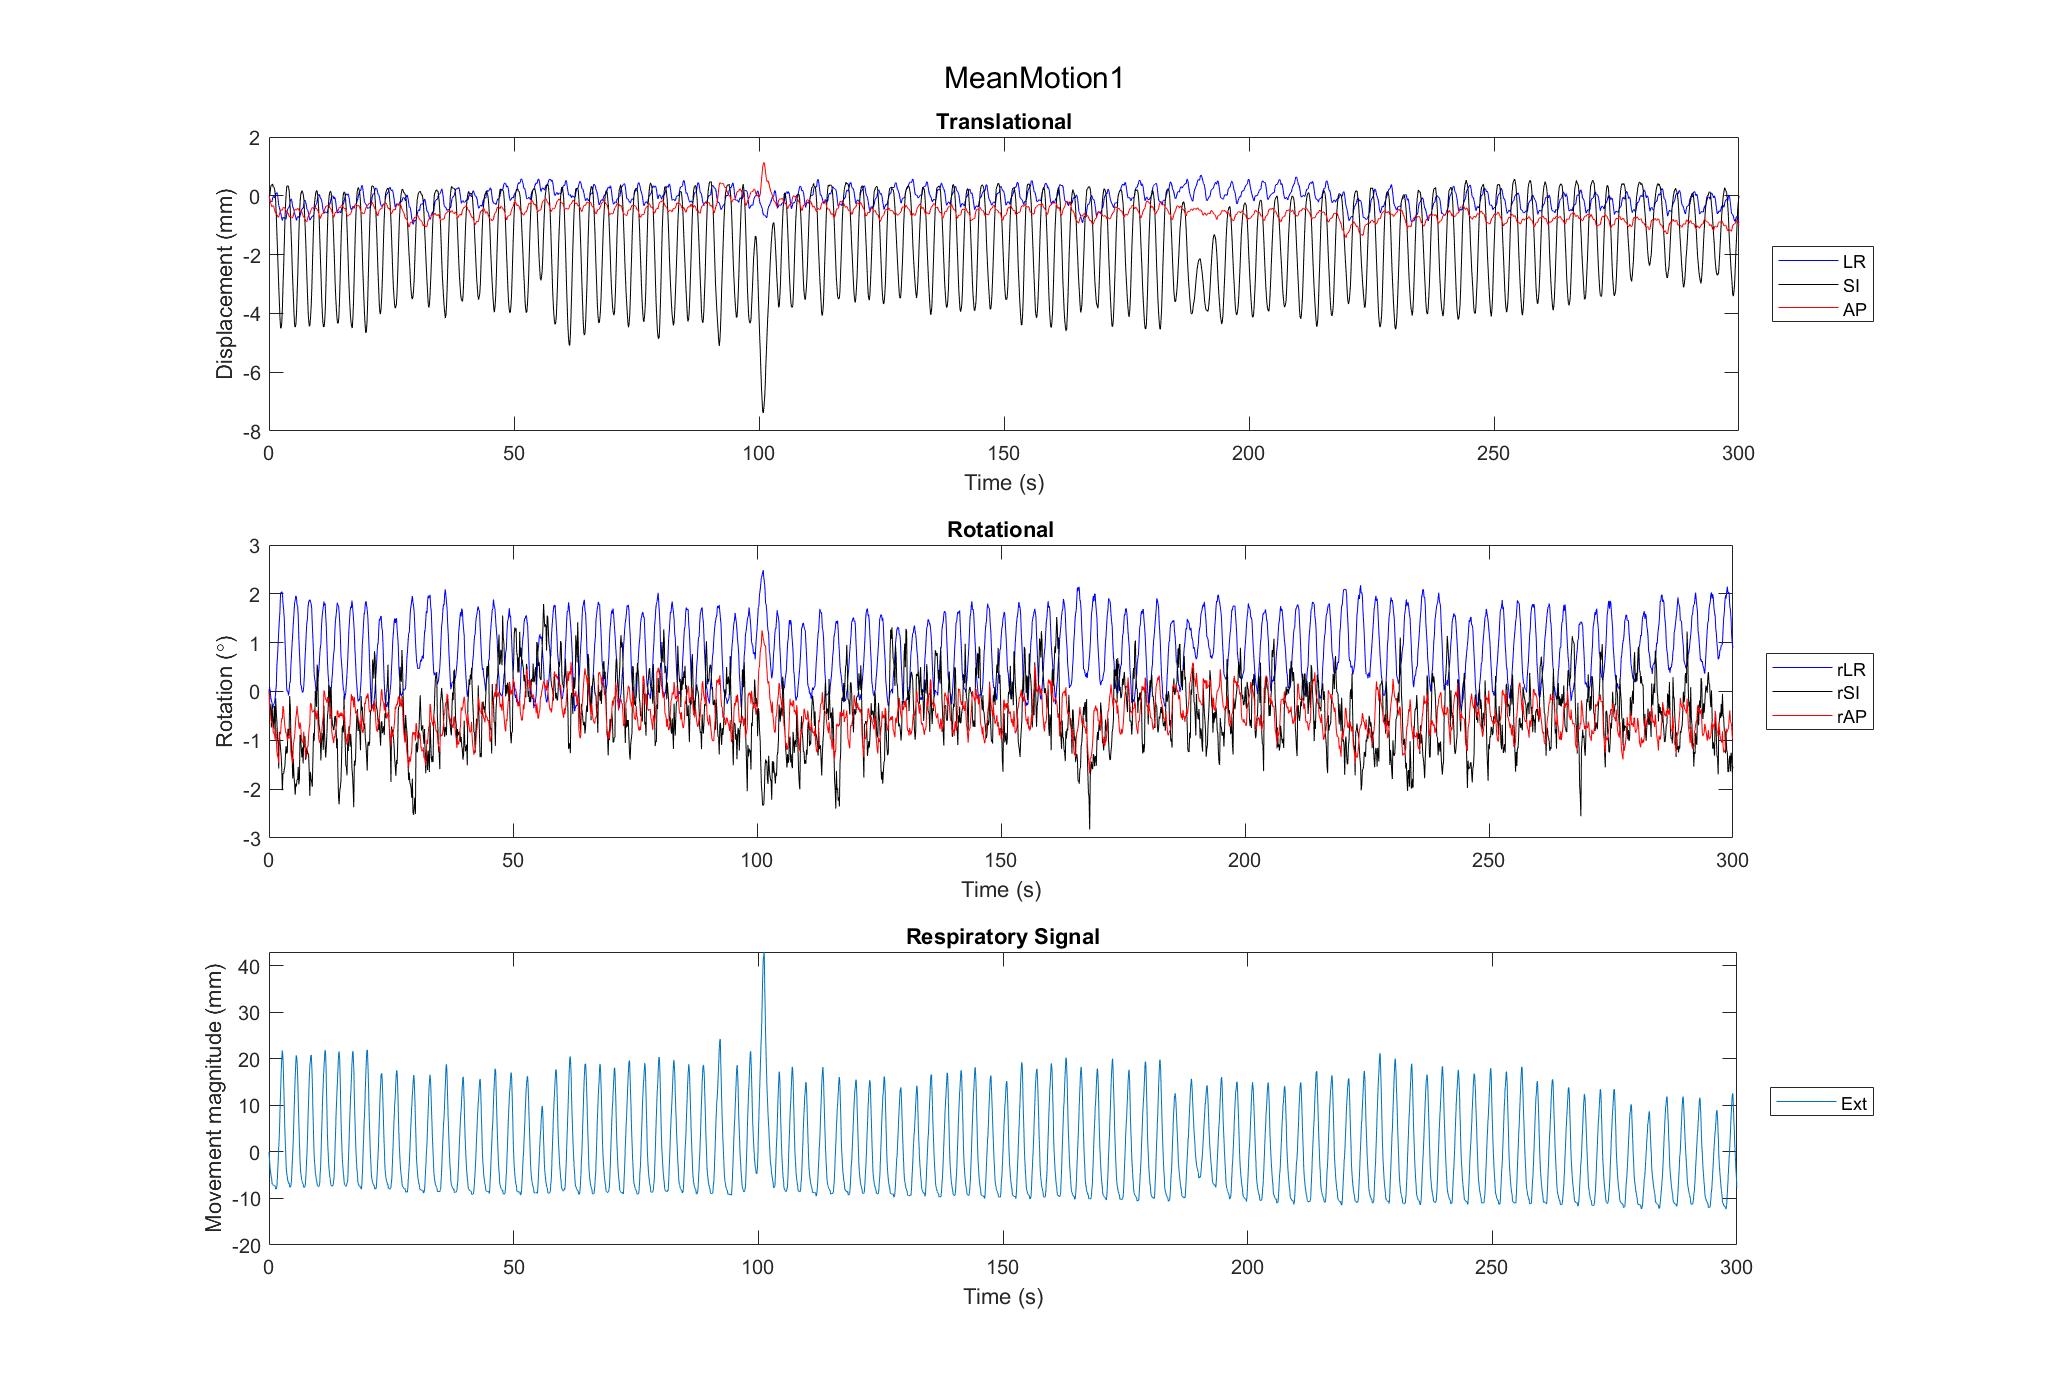 MeanMotion1
Translational
Displacement (mm)
2
0
-2
-4
-6
-8
0 50 100 150 200 250 300
Time (s)
LR
SI
AP
Rotational
Rotation (°)
3
2
1
0
-1
-2
-3
0 50 100 150 200 250 300
Time (s)
rLR
rSI
rAP
Respiratory Signal
Movement magnitude (mm)
40
30
20
10
0
-10
-20
0 50 100 150 200 250 300
Time (s)
Ext